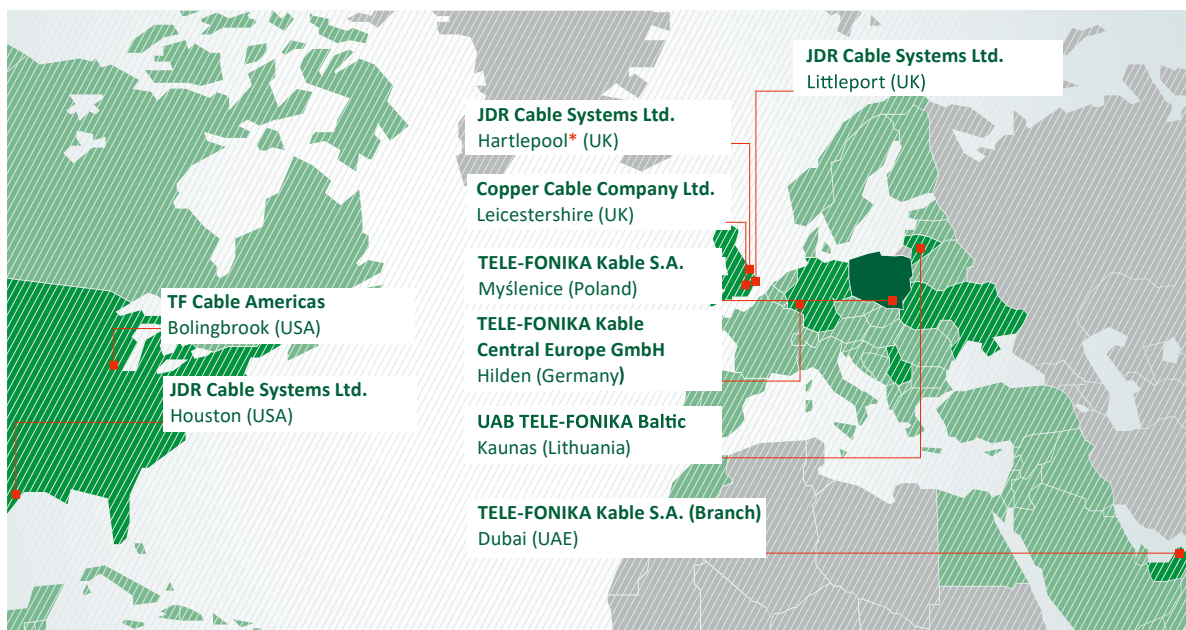 JDR Cable Systems Ltd.
Littleport (UK)
JDR Cable Systems Ltd.
Hartlepool* (UK)
Copper Cable Company Ltd.
Leicestershire (UK)
TELE-FONIKA Kable S.A.
Myślenice (Poland)
TELE-FONIKA Kable
Central Europe GmbH
Hilden (Germany)
UAB TELE-FONIKA Baltic
Kaunas (Lithuania)
TELE-FONIKA Kable S.A. (Branch)
Dubai (UAE)
TF Cable Americas
Bolingbrook (USA)
JDR Cable Systems Ltd.
Houston (USA)